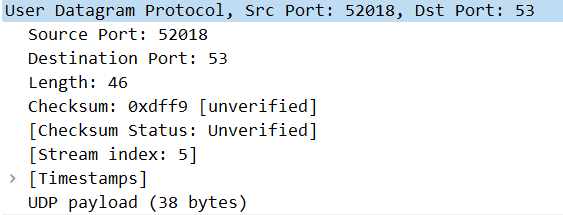 User Datagram Protocol, Src Port: 52018, Dst Port: 53
Source Port: 52018
Destination Port: 53
Length: 46
Checksum: 0xdff9 [unverified]
[Checksum Status: Unverified]
[Stream index: 5]
[Timestamps]
UDP payload (38 bytes)